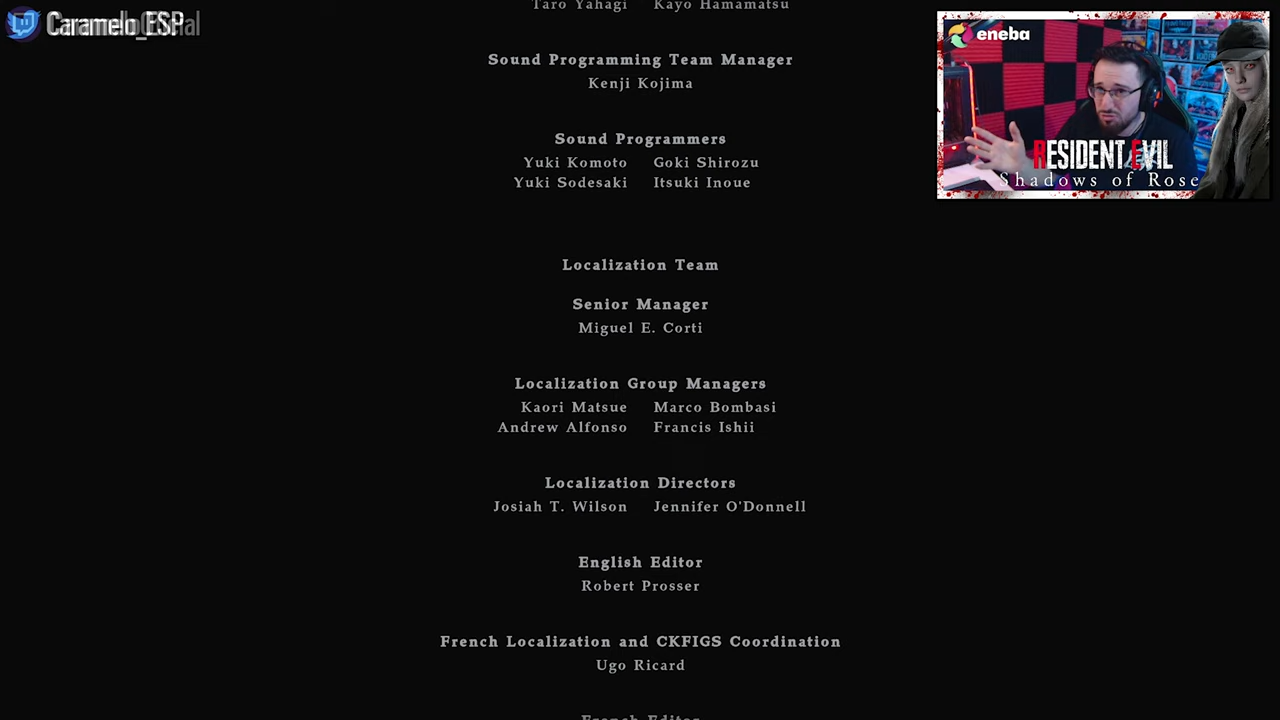 Taro Yahagi Kayo Hamamatsu
Caramelo_ESP
eneba
RESIDENT EVIL
Shadows of Rose
Sound Programming Team Manager
Kenji Kojima
Sound Programmers
Yuki Komoto Goki Shirozu
Yuki Sodesaki Itsuki Inoue
Localization Team
Senior Manager
Miguel E. Corti
Localization Group Managers
Kaori Matsue Marco Bombasi
Andrew Alfonso Francis Ishii
Localization Directors
Josiah T. Wilson Jennifer O'Donnell
English Editor
Robert Prosser
French Localization and CKFIGS Coordination
Ugo Ricard
French Editor